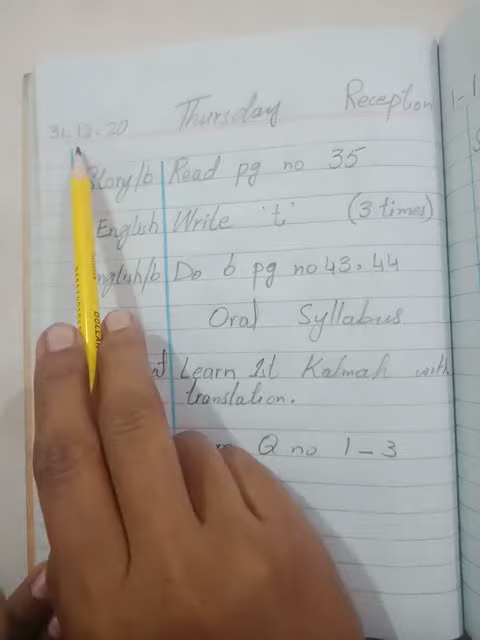 31.12.20 Thursday Reception
Story/b Read pg no 35
English Write 't' (3 times)
English/b Do b pg no 43, 44
Oral Syllabus
Learn 1st Kalmah with
translation.
Q no 1 - 3